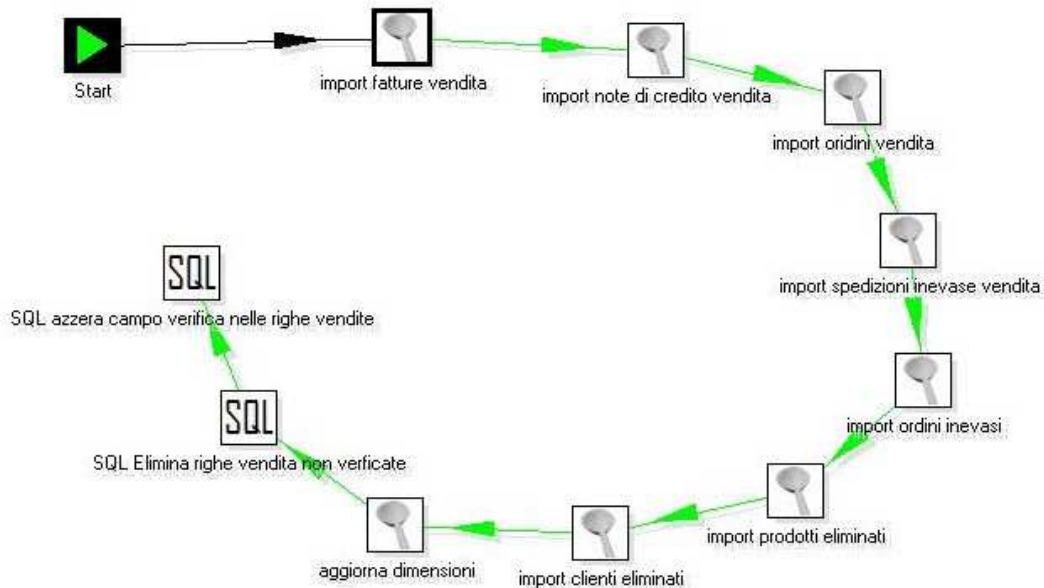 Start
import fatture vendita
import note di credito vendita
import oridini vendita
import spedizioni inevase vendita
import ordini inevasi
import prodotti eliminati
import clienti eliminati
aggiorna dimensioni
SQL
SQL Elimina righe vendita non verficate
SQL
SQL azzera campo verifica nelle righe vendite